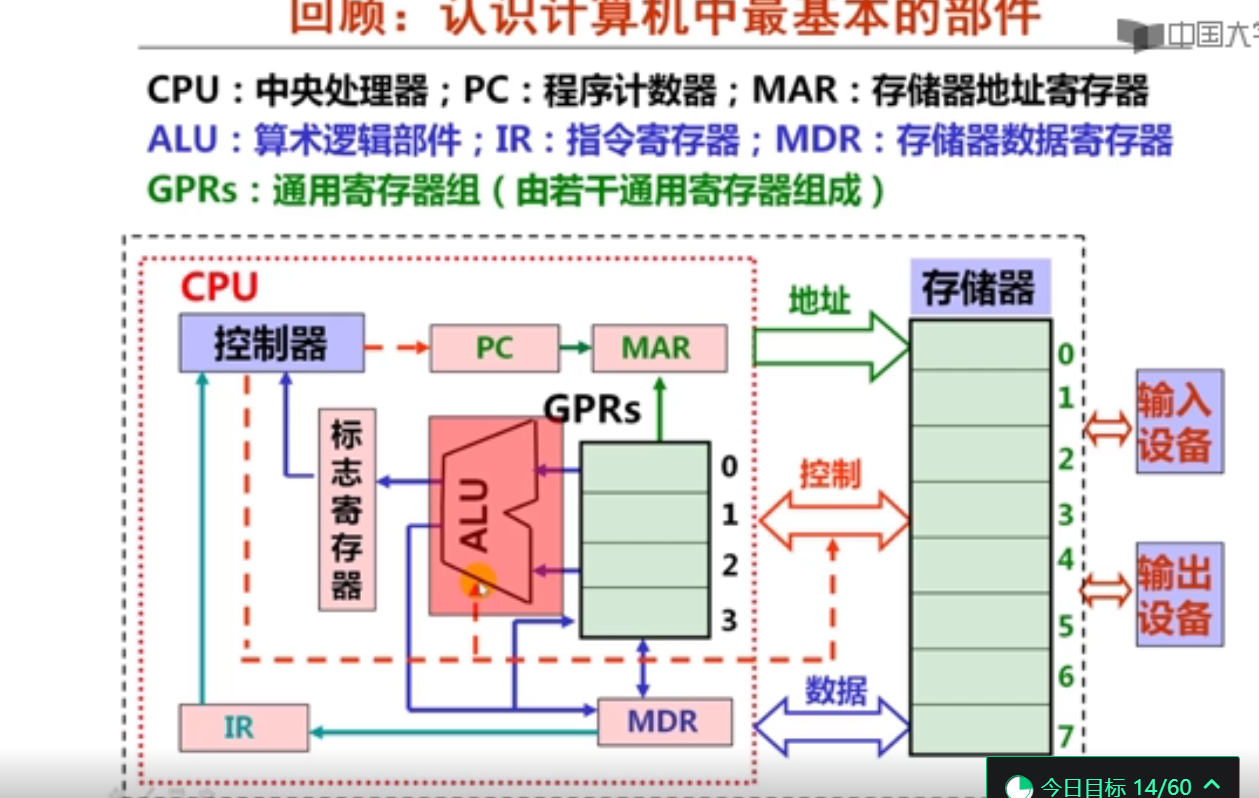 回顾：认识计算机中最基本的部件
中国大
CPU：中央处理器；PC：程序计数器；MAR：存储器地址寄存器
ALU：算术逻辑部件；IR：指令寄存器；MDR：存储器数据寄存器
GPRs：通用寄存器组（由若干通用寄存器组成）
CPU
控制器
PC
MAR
地址
存储器
GPRs
标志寄存器
ALU
0
1
2
3
控制
数据
0
1
2
3
4
5
6
7
输入
设备
输出
设备
IR
MDR
今日目标 14/60